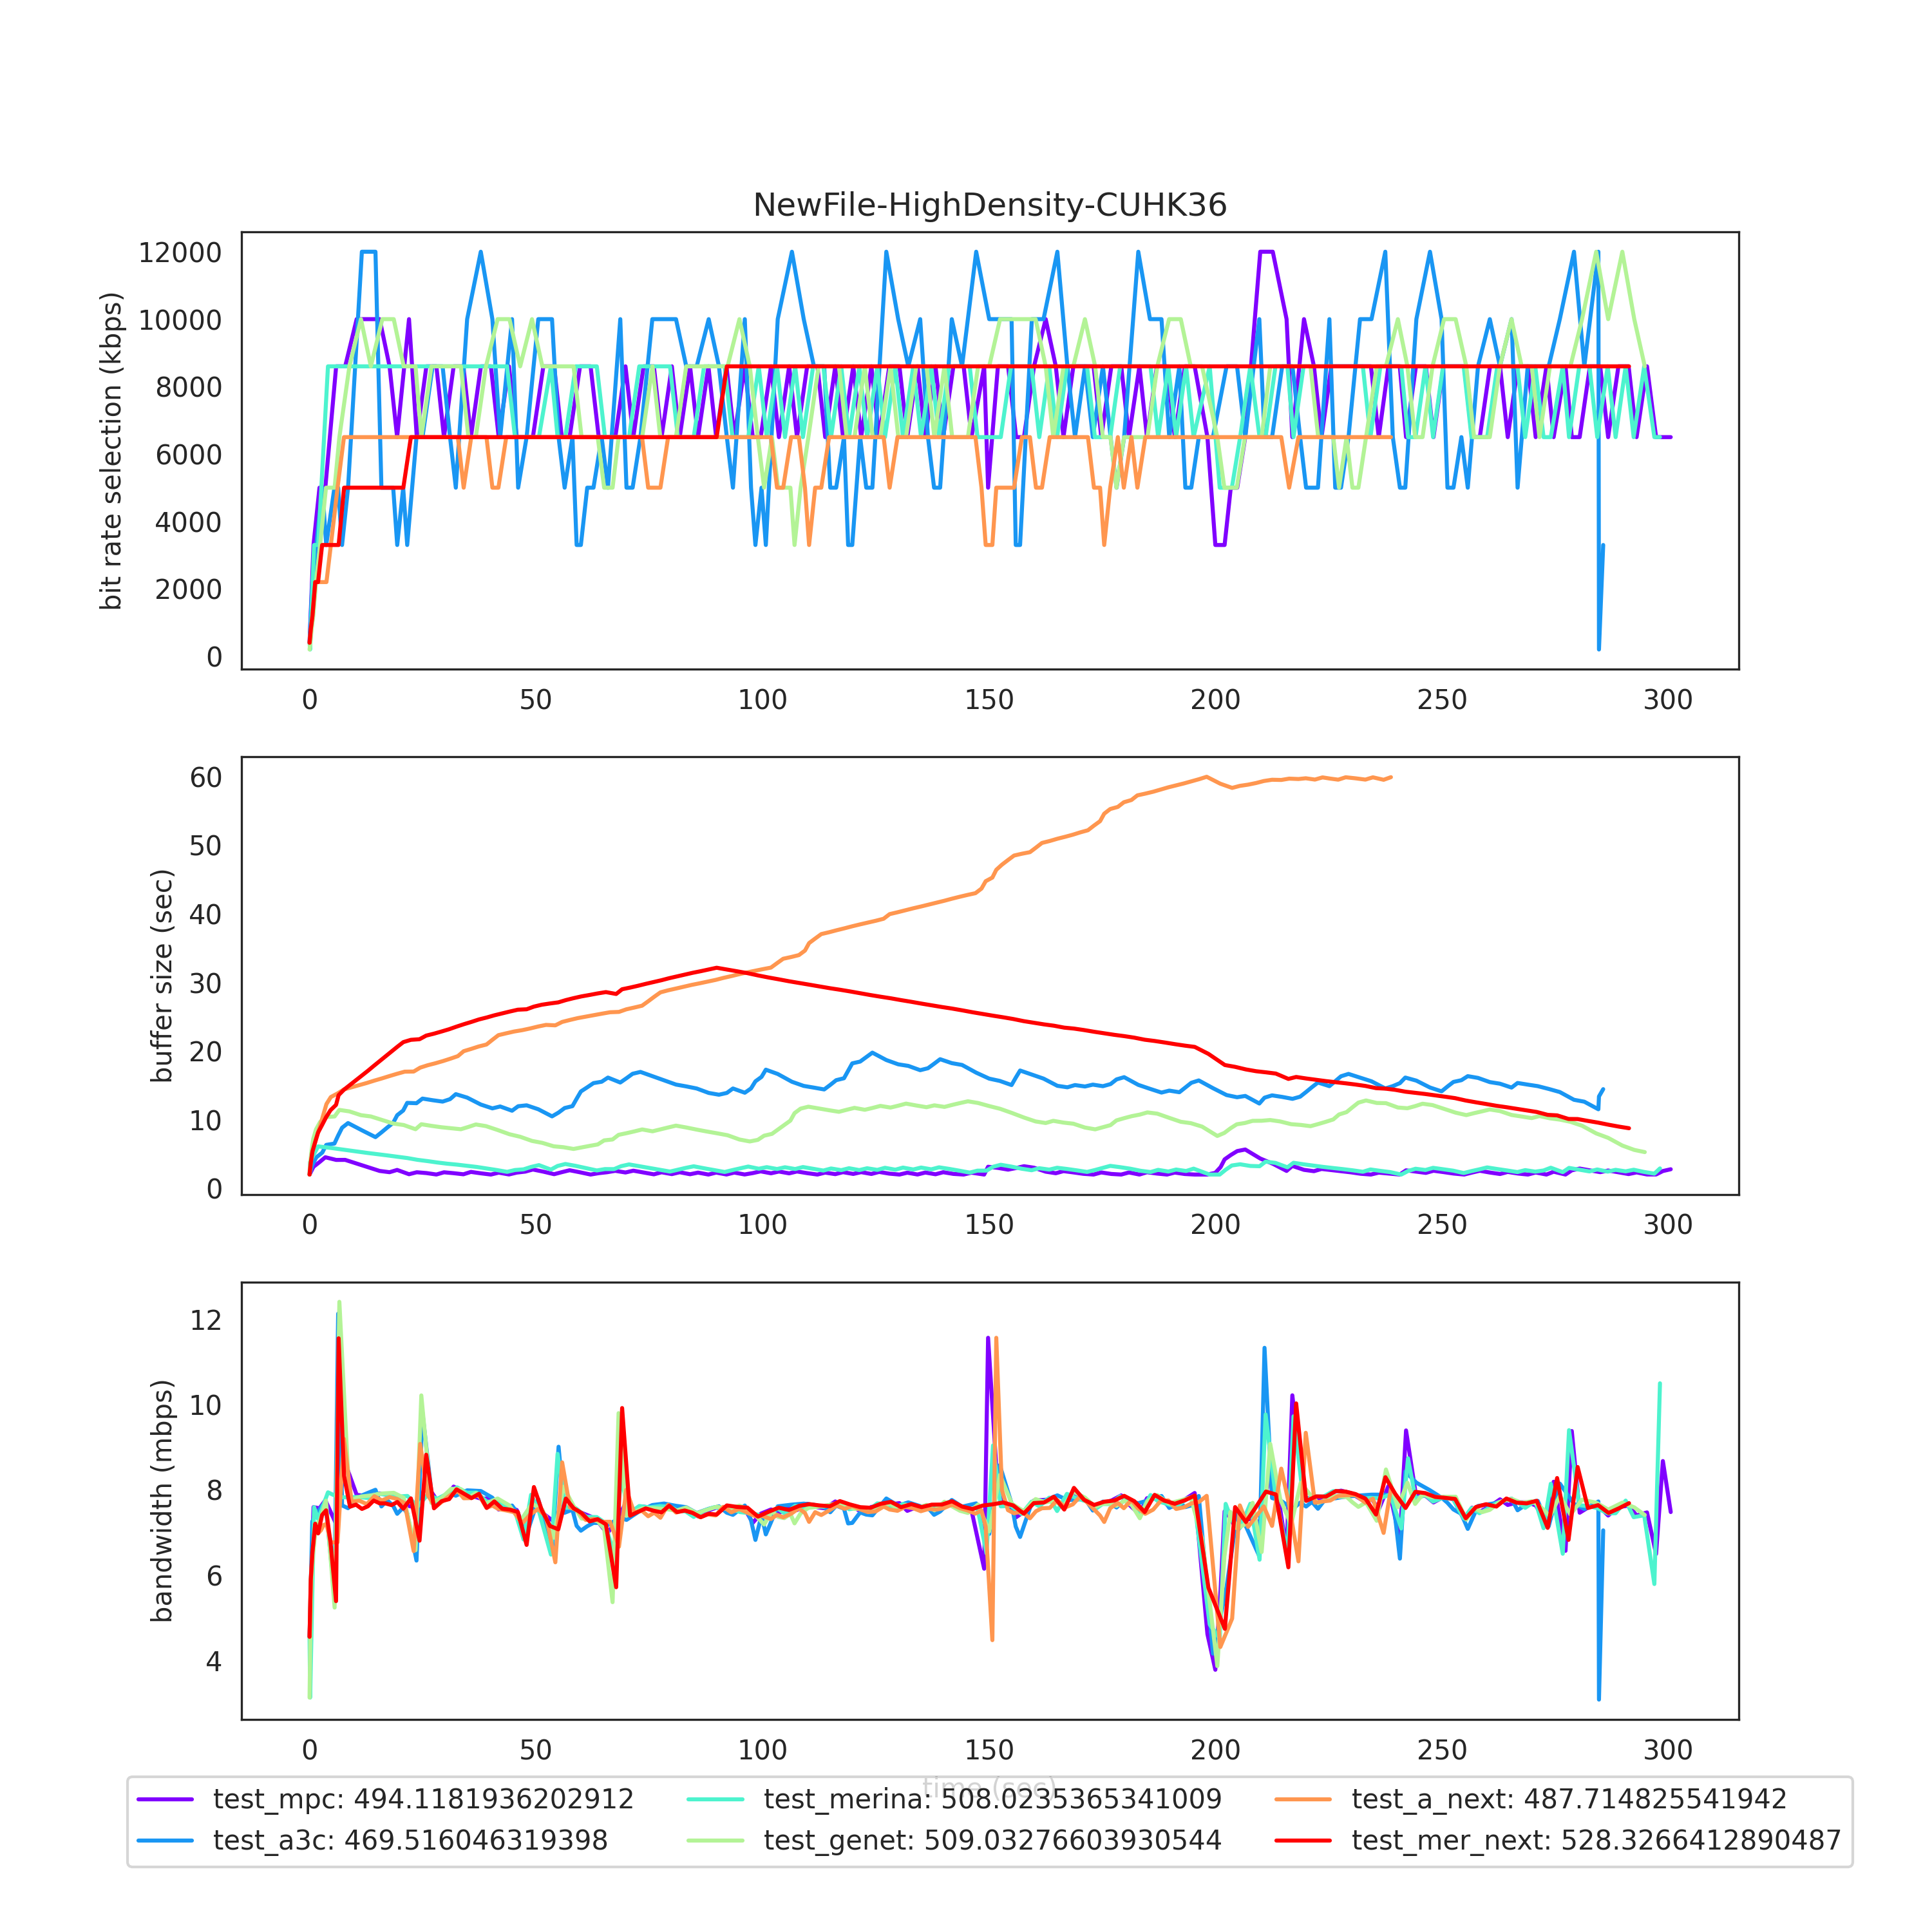 NewFile-HighDensity-CUHK36
bit rate selection (kbps)
12000
10000
8000
6000
4000
2000
0
0 50 100 150 200 250 300
buffer size (sec)
60
50
40
30
20
10
0
0 50 100 150 200 250 300
bandwidth (mbps)
12
10
8
6
4
0 50 100 150 200 250 300
time (sec)
test_mpc: 494.1181936202912
test_a3c: 469.516046319398
test_merina: 508.0235365341009
test_genet: 509.03276603930544
test_a_next: 487.714825541942
test_mer_next: 528.3266412890487